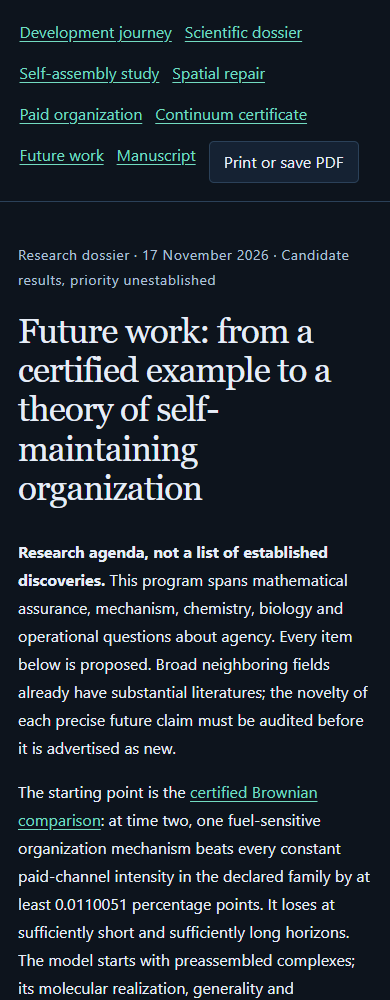 Development journey Scientific dossier
Self-assembly study Spatial repair
Paid organization Continuum certificate
Future work Manuscript Print or save PDF
Research dossier · 17 November 2026 · Candidate
results, priority unestablished
Future work: from a
certified example to a
theory of self-
maintaining
organization
Research agenda, not a list of established
discoveries. This program spans mathematical
assurance, mechanism, chemistry, biology and
operational questions about agency. Every item
below is proposed. Broad neighboring fields
already have substantial literatures; the novelty of
each precise future claim must be audited before
it is advertised as new.
The starting point is the certified Brownian
comparison: at time two, one fuel-sensitive
organization mechanism beats every constant
paid-channel intensity in the declared family by at
least 0.0110051 percentage points. It loses at
sufficiently short and sufficiently long horizons.
The model starts with preassembled complexes;
its molecular realization, generality and